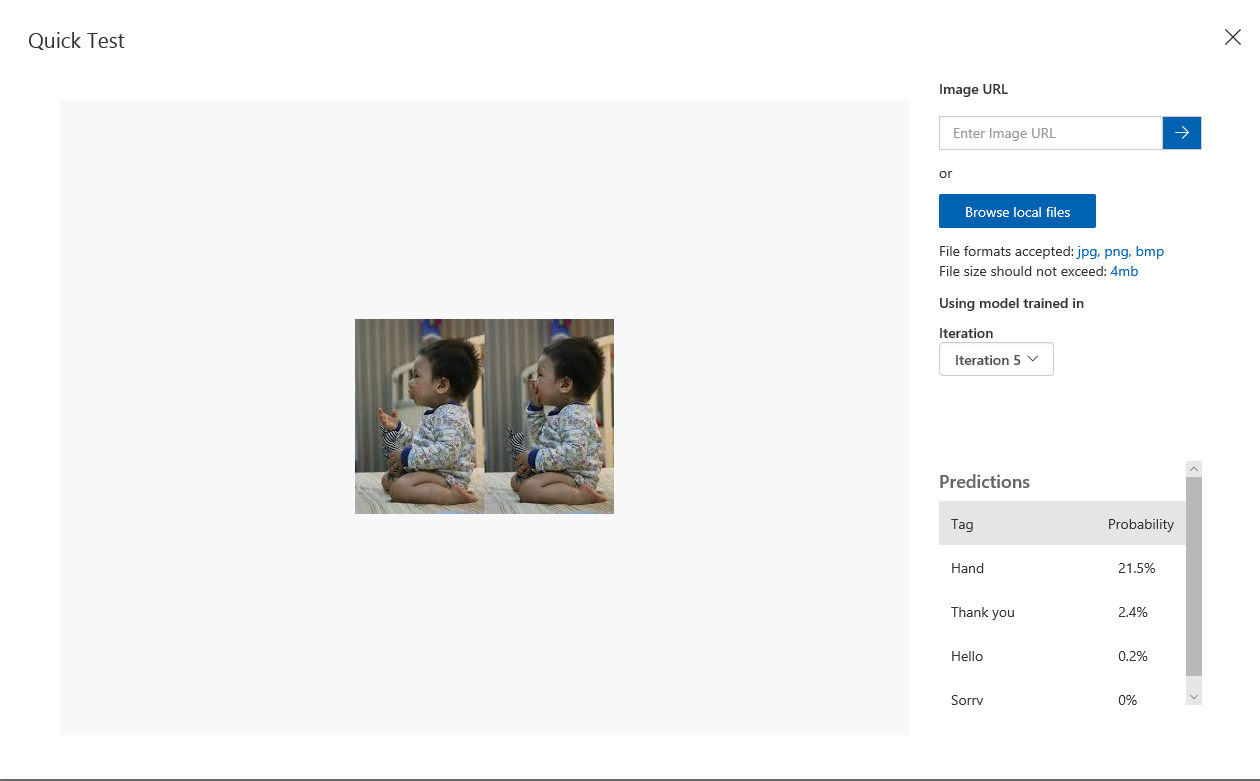 Quick Test
Image URL
Enter Image URL
or
Browse local files
File formats accepted: jpg, png, bmp
File size should not exceed: 4mb
Using model trained in
Iteration
Iteration 5
Predictions
Tag Probability
Hand 21.5%
Thank you 2.4%
Hello 0.2%
Sorry 0%